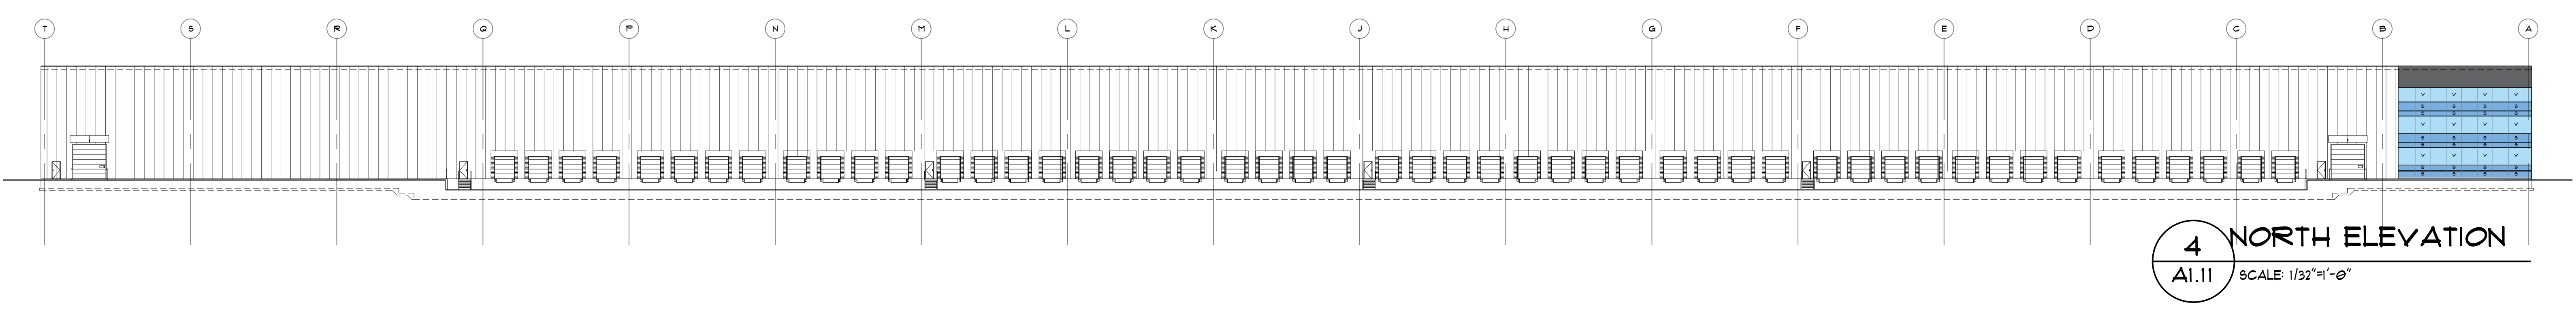 T S R Q P N M L K J H G F E D C B A
V V V V
S S S S
S S S S
V V V V
S S S S
S S S S
V V V V
S S S S
S S S S
4
A1.11
NORTH ELEVATION
SCALE: 1/32"=1'-0"